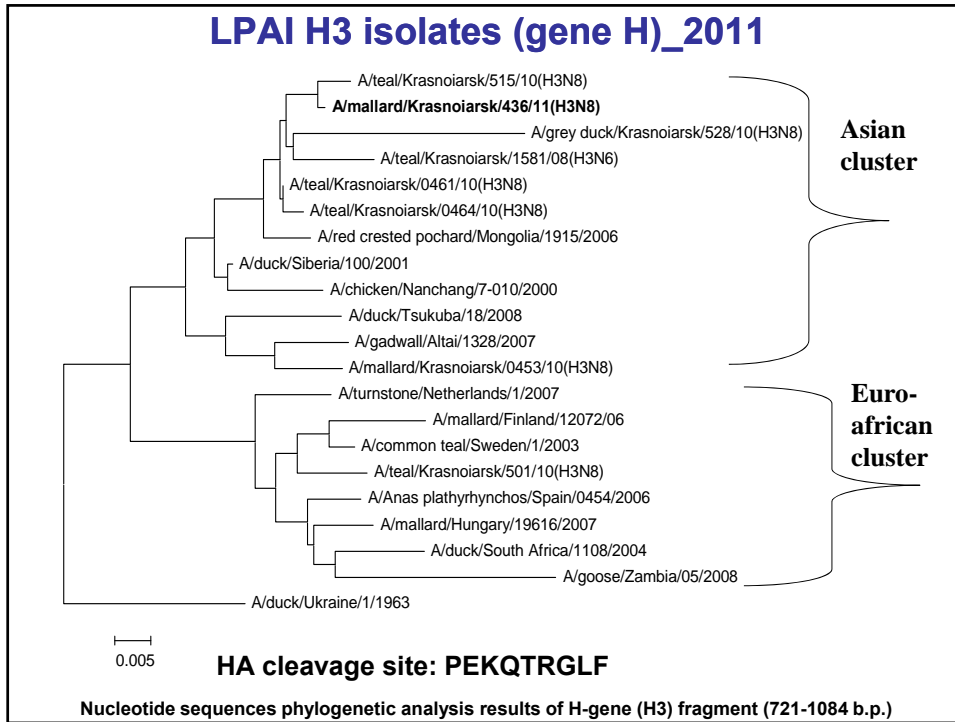 LPAI H3 isolates (gene H)_2011
A/teal/Krasnoiarsk/515/10(H3N8)
A/mallard/Krasnoiarsk/436/11(H3N8)
A/grey duck/Krasnoiarsk/528/10(H3N8)
A/teal/Krasnoiarsk/1581/08(H3N6)
A/teal/Krasnoiarsk/0461/10(H3N8)
A/teal/Krasnoiarsk/0464/10(H3N8)
A/red crested pochard/Mongolia/1915/2006
A/duck/Siberia/100/2001
A/chicken/Nanchang/7-010/2000
A/duck/Tsukuba/18/2008
A/gadwall/Altai/1328/2007
A/mallard/Krasnoiarsk/0453/10(H3N8)
Asian
cluster
A/turnstone/Netherlands/1/2007
A/mallard/Finland/12072/06
A/common teal/Sweden/1/2003
A/teal/Krasnoiarsk/501/10(H3N8)
A/Anas plathyrhynchos/Spain/0454/2006
A/mallard/Hungary/19616/2007
A/duck/South Africa/1108/2004
A/goose/Zambia/05/2008
Euro-
african
cluster
A/duck/Ukraine/1/1963
0.005
HA cleavage site: PEKQTRGLF
Nucleotide sequences phylogenetic analysis results of H-gene (H3) fragment (721-1084 b.p.)